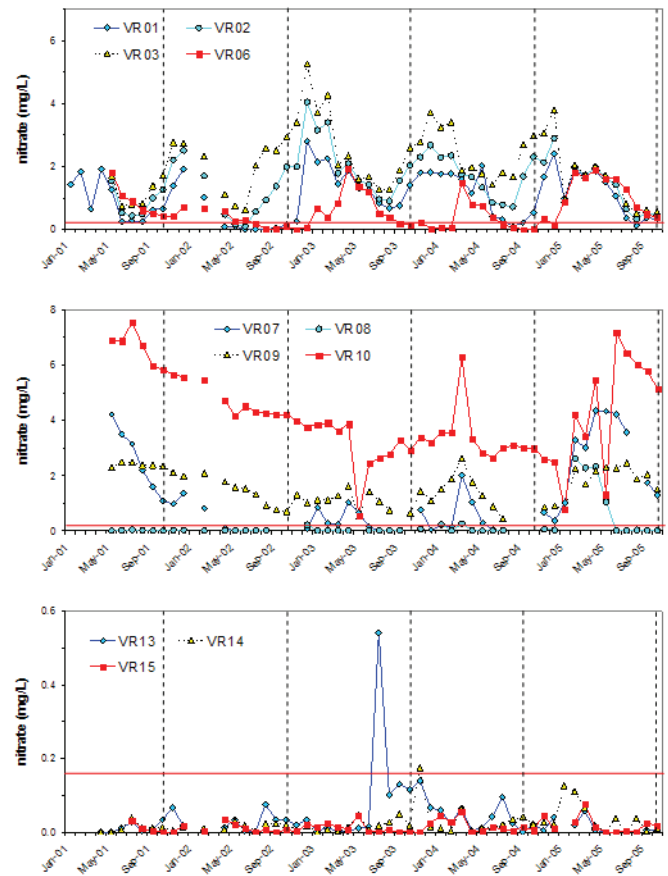 VR01 VR02
VR03 VR06
nitrate (mg/L)
6
4
2
0
Jan-01 May-01 Sep-01 Jan-02 May-02 Sep-02 Jan-03 May-03 Sep-03 Jan-04 May-04 Sep-04 Jan-05 May-05 Sep-05
VR07 VR08
VR09 VR10
nitrate (mg/L)
8
6
4
2
0
Jan-01 May-01 Sep-01 Jan-02 May-02 Sep-02 Jan-03 May-03 Sep-03 Jan-04 May-04 Sep-04 Jan-05 May-05 Sep-05
VR13 VR14
VR15
nitrate (mg/L)
0.6
0.4
0.2
0.0
Jan-01 May-01 Sep-01 Jan-02 May-02 Sep-02 Jan-03 May-03 Sep-03 Jan-04 May-04 Sep-04 Jan-05 May-05 Sep-05